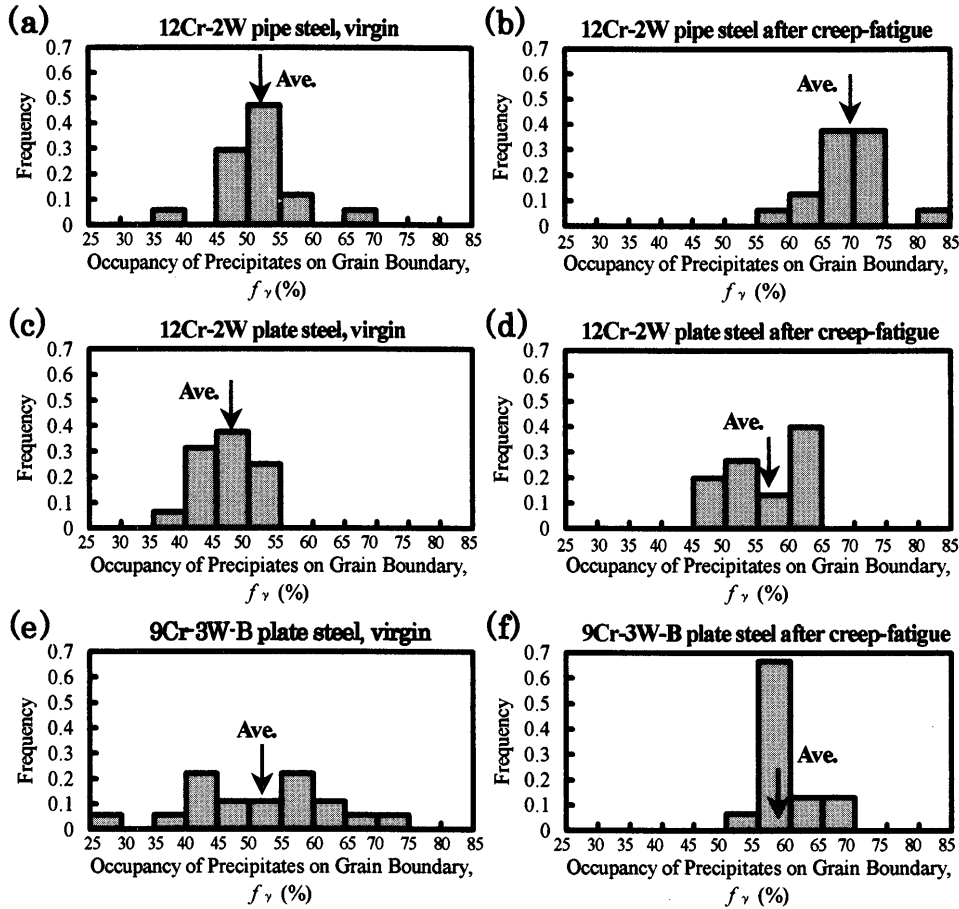 (a)
12Cr-2W pipe steel, virgin
0.7
0.6
0.5
0.4
0.3
0.2
0.1
0
Frequency
Ave.
25 30 35 40 45 50 55 60 65 70 75 80 85
Occupancy of Precipitates on Grain Boundary,
f γ (%)
(b)
12Cr-2W pipe steel after creep-fatigue
0.7
0.6
0.5
0.4
0.3
0.2
0.1
0
Frequency
Ave.
25 30 35 40 45 50 55 60 65 70 75 80 85
Occupancy of Precipitates on Grain Boundary,
f γ (%)
(c)
12Cr-2W plate steel, virgin
0.7
0.6
0.5
0.4
0.3
0.2
0.1
0
Frequency
Ave.
25 30 35 40 45 50 55 60 65 70 75 80 85
Occupancy of Precipitates on Grain Boundary,
f γ (%)
(d)
12Cr-2W plate steel after creep-fatigue
0.7
0.6
0.5
0.4
0.3
0.2
0.1
0
Frequency
Ave.
25 30 35 40 45 50 55 60 65 70 75 80 85
Occupancy of Precipitates on Grain Boundary,
f γ (%)
(e)
9Cr-3W-B plate steel, virgin
0.7
0.6
0.5
0.4
0.3
0.2
0.1
0
Frequency
Ave.
25 30 35 40 45 50 55 60 65 70 75 80 85
Occupancy of Precipitates on Grain Boundary,
f γ (%)
(f)
9Cr-3W-B plate steel after creep-fatigue
0.7
0.6
0.5
0.4
0.3
0.2
0.1
0
Frequency
Ave.
25 30 35 40 45 50 55 60 65 70 75 80 85
Occupancy of Precipitates on Grain Boundary,
f γ (%)